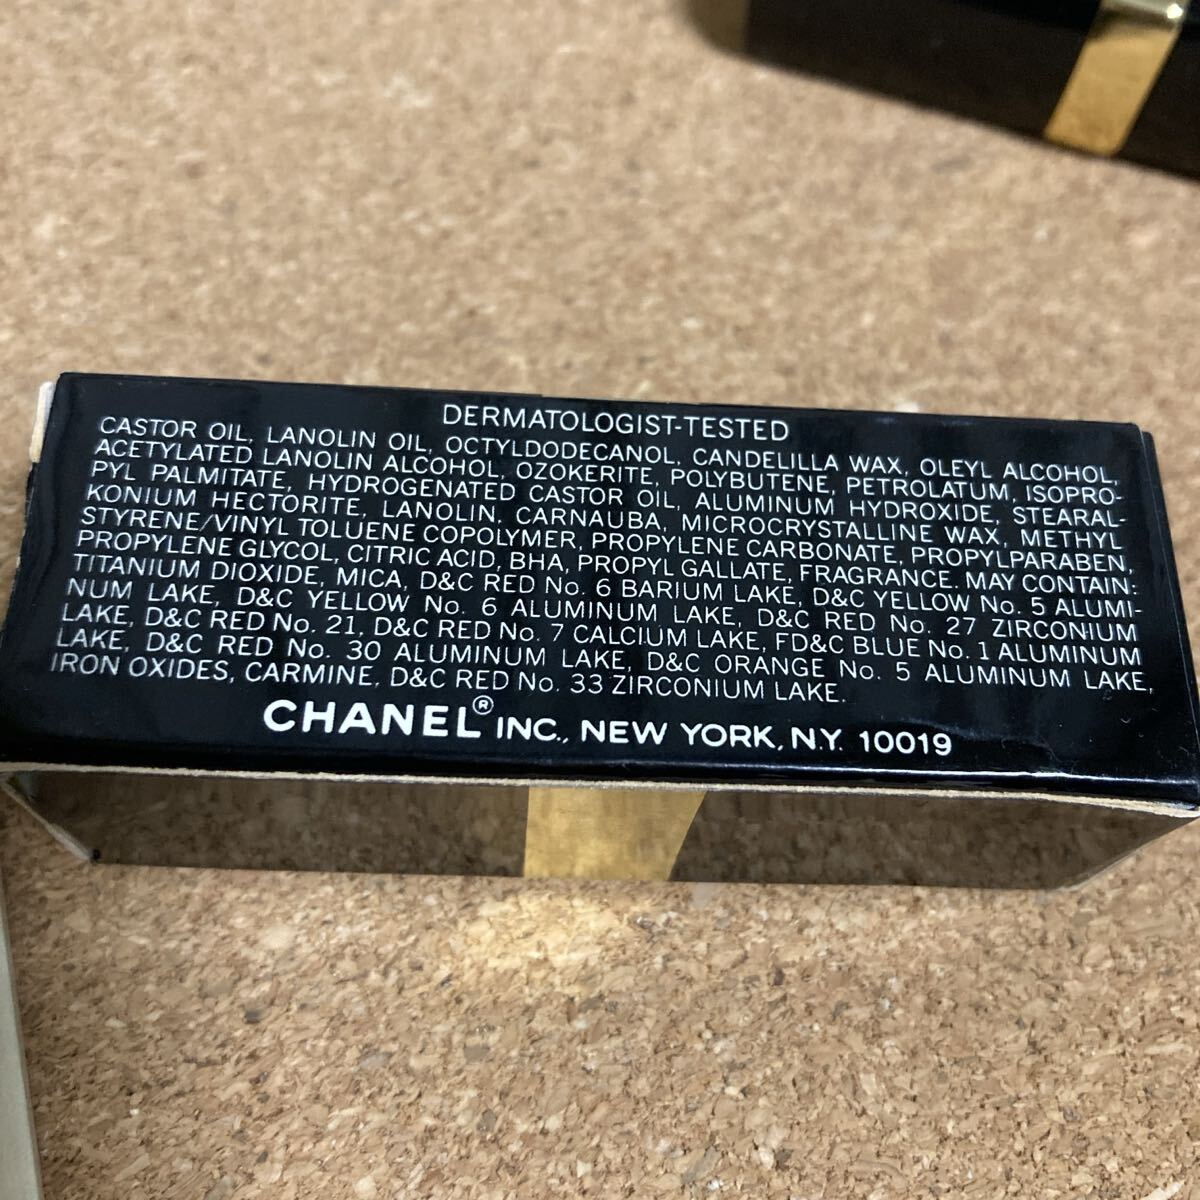 DERMATOLOGIST-TESTED
CASTOR OIL, LANOLIN OIL, OCTYLDODECANOL, CANDELILLA WAX, OLEYL ALCOHOL,
ACETYLATED LANOLIN ALCOHOL, OZOKERITE, POLYBUTENE, PETROLATUM, ISOPRO-
PYL PALMITATE, HYDROGENATED CASTOR OIL, ALUMINUM HYDROXIDE, STEARAL-
KONIUM HECTORITE, LANOLIN, CARNAUBA, MICROCRYSTALLINE WAX, METHYL
STYRENE/VINYL TOLUENE COPOLYMER, PROPYLENE CARBONATE, PROPYLPARABEN,
PROPYLENE GLYCOL, CITRIC ACID, BHA, PROPYL GALLATE, FRAGRANCE. MAY CONTAIN:
TITANIUM DIOXIDE, MICA, D&C RED No. 6 BARIUM LAKE, D&C YELLOW No. 5 ALUMI-
NUM LAKE, D&C YELLOW No. 6 ALUMINUM LAKE, D&C RED No. 27 ZIRCONIUM
LAKE, D&C RED No. 21, D&C RED No. 7 CALCIUM LAKE, FD&C BLUE No. 1 ALUMINUM
LAKE, D&C RED No. 30 ALUMINUM LAKE, D&C ORANGE No. 5 ALUMINUM LAKE,
IRON OXIDES, CARMINE, D&C RED No. 33 ZIRCONIUM LAKE.
CHANEL® INC., NEW YORK, N.Y. 10019